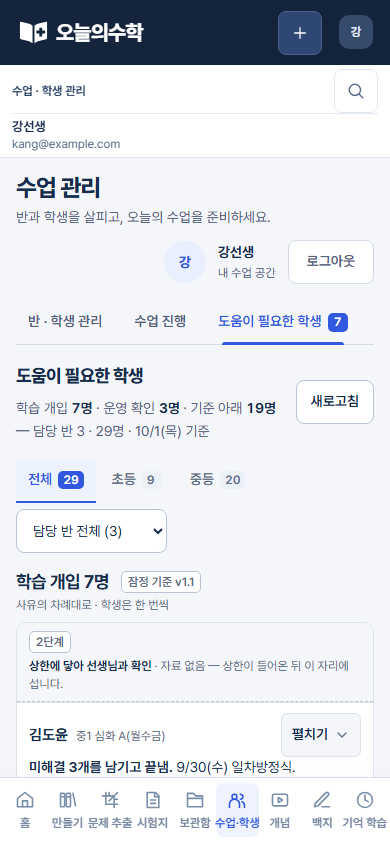 오늘의수학
+
강
수업 · 학생 관리
강선생
kang@example.com
수업 관리
반과 학생을 살피고, 오늘의 수업을 준비하세요.
강
강선생
내 수업 공간
로그아웃
반 · 학생 관리
수업 진행
도움이 필요한 학생 7
도움이 필요한 학생
학습 개입 7명 · 운영 확인 3명 · 기준 아래 19명
— 담당 반 3 · 29명 · 10/1(목) 기준
새로고침
전체 29
초등 9
중등 20
담당 반 전체 (3)
학습 개입 7명
잠정 기준 v1.1
사유의 차례대로 · 학생은 한 번씩
2단계
상한에 닿아 선생님과 확인 · 자료 없음 — 상한이 들어온 뒤 이 자리에
섭니다.
김도윤 중1 심화 A(월수금)
펼치기
미해결 3개를 남기고 끝냄. 9/30(수) 일차방정식.
홈
만들기
문제 추출
시험지
보관함
수업·학생
개념
백지
기억 학습